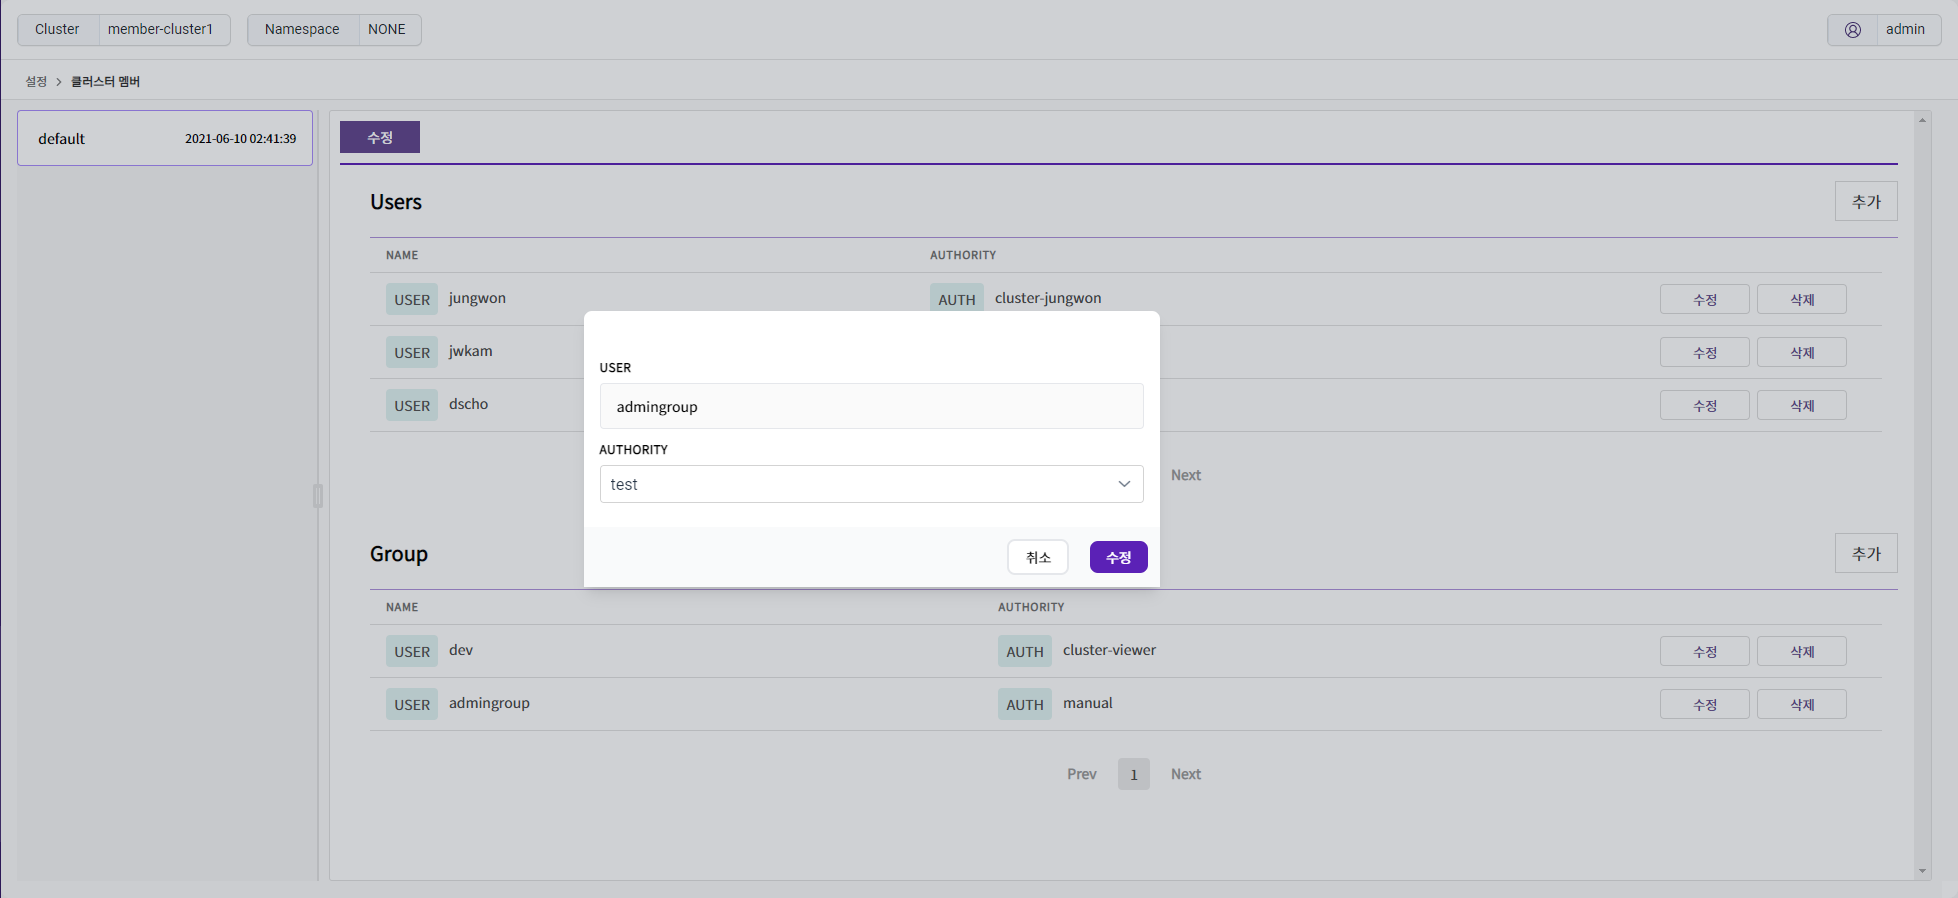 Cluster member-cluster1 Namespace NONE admin
설정 > 클러스터 멤버
default 2021-06-10 02:41:39
수정
Users 추가
NAME AUTHORITY
USER jungwon AUTH cluster-jungwon 수정 삭제
USER jwkam 수정 삭제
USER dscho 수정 삭제
Next
USER
admingroup
AUTHORITY
test
취소 수정
Group 추가
NAME AUTHORITY
USER dev AUTH cluster-viewer 수정 삭제
USER admingroup AUTH manual 수정 삭제
Prev 1 Next